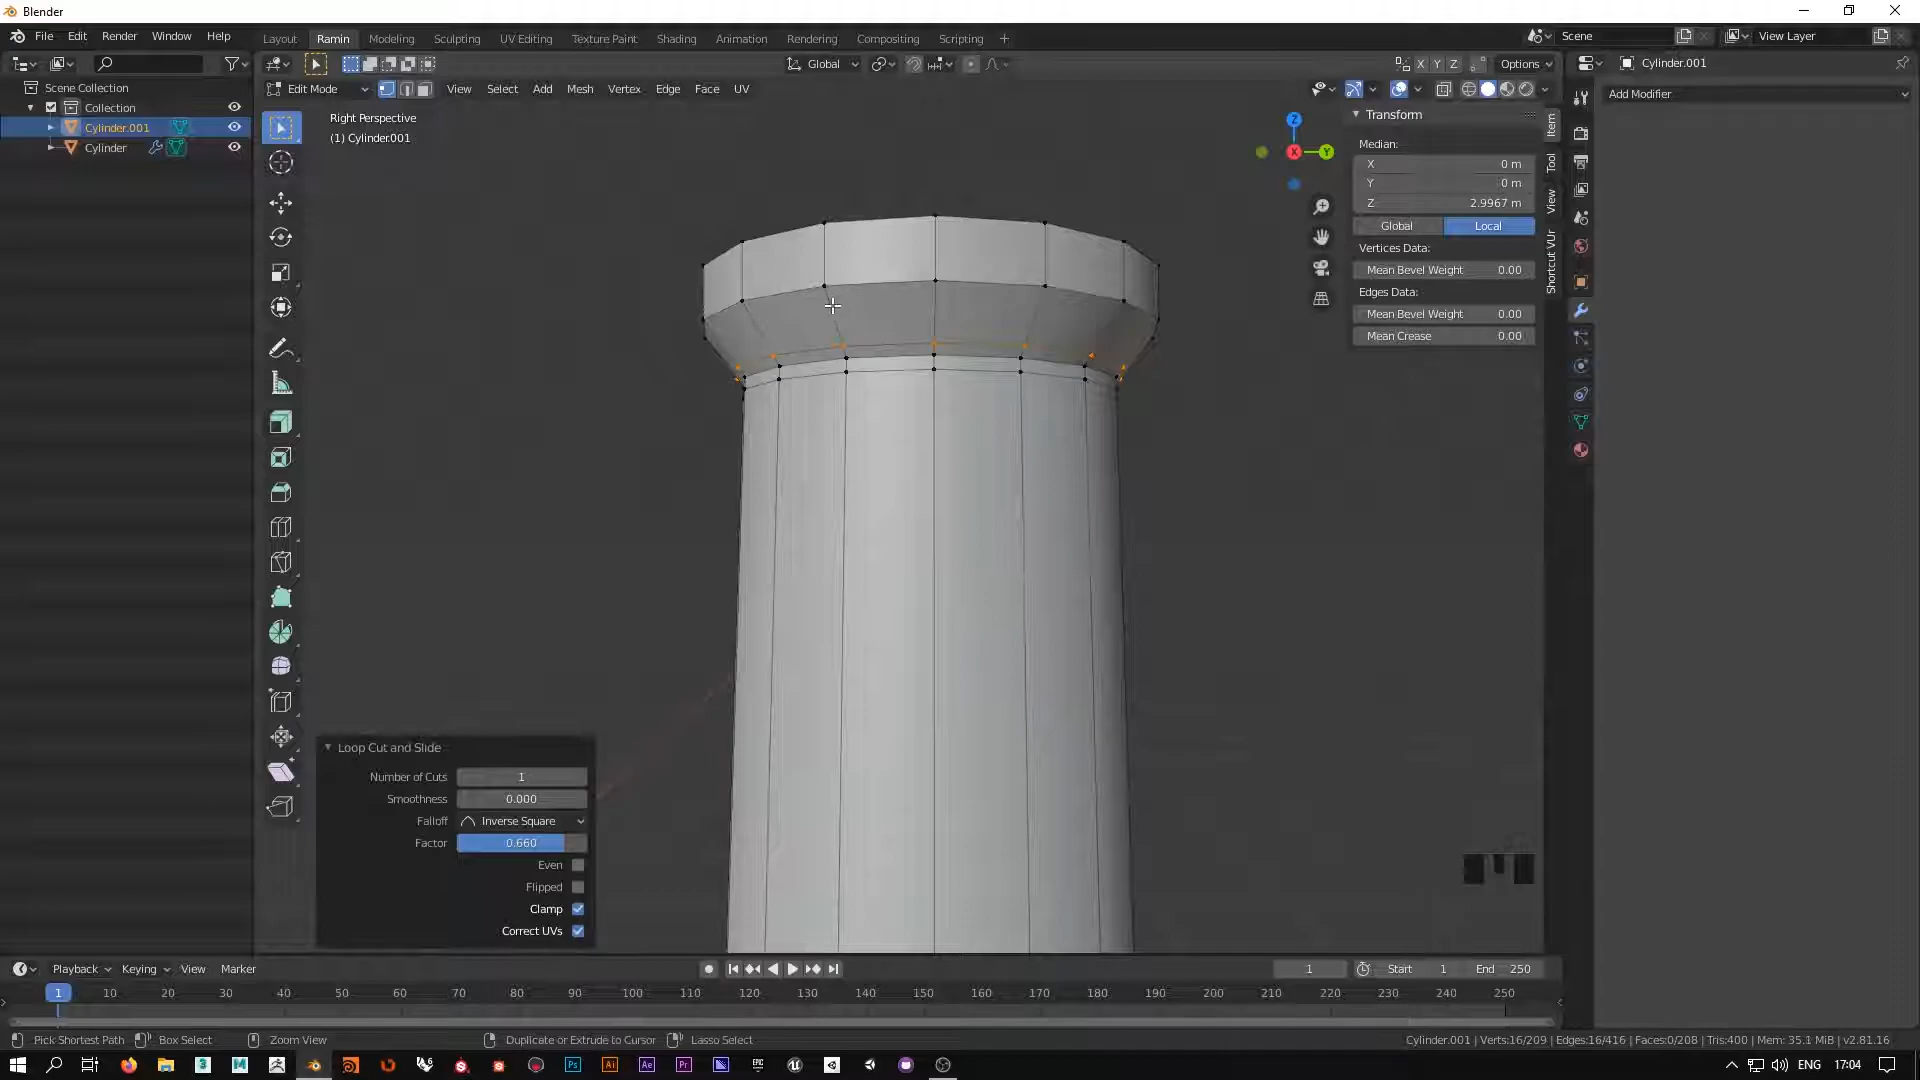 Blender
File Edit Render Window Help
Layout Ramin Modeling Sculpting UV Editing Texture Paint Shading Animation Rendering Compositing Scripting +
Scene
View Layer
Global
X Y Z
Options
Cylinder.001
Scene Collection
Edit Mode
View Select Add Mesh Vertex Edge Face UV
Add Modifier
Collection
Cylinder.001
Cylinder
Right Perspective
(1) Cylinder.001
Z
X
Y
Transform
Median:
X 0 m
Y 0 m
Z 2.9967 m
Global Local
Vertices Data:
Mean Bevel Weight 0.00
Edges Data:
Mean Bevel Weight 0.00
Mean Crease 0.00
Item
Tool
View
Shortcut VUr
Loop Cut and Slide
Number of Cuts 1
Smoothness 0.000
Falloff Inverse Square
Factor 0.660
Even
Flipped
Clamp
Correct UVs
Playback Keying View Marker
1
Start 1
End 250
1 10 20 30 40 50 60 70 80 90 100 110 120 130 140 150 160 170 180 190 200 210 220 230 240 250
Pick Shortest Path Box Select Zoom View Duplicate or Extrude to Cursor Lasso Select
Cylinder.001 | Verts:16/209 | Edges:16/416 | Faces:0/208 | Tris:400 | Mem: 35.1 MiB | v2.81.16
3
M
Ps
Ai
Ae
Pr
EPIC
ENG
17:04